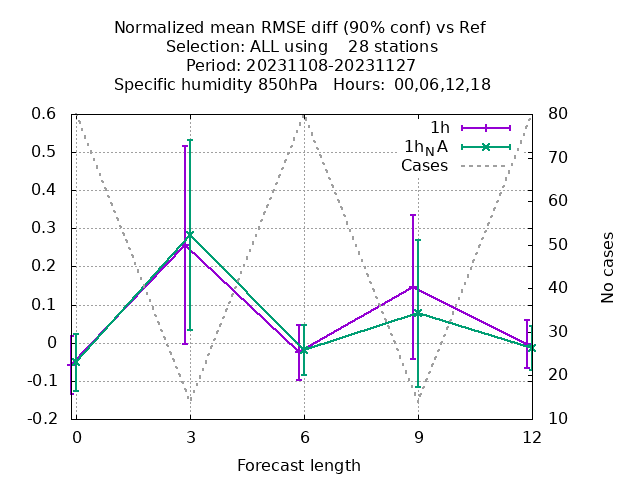 Normalized mean RMSE diff (90% conf) vs Ref
Selection: ALL using    28 stations
Period: 20231108-20231127
Specific humidity 850hPa   Hours: 00,06,12,18
1h
1hNA
Cases
0.6
0.5
0.4
0.3
0.2
0.1
0
-0.1
-0.2
80
70
60
50
40
30
20
10
No cases
0 3 6 9 12
Forecast length